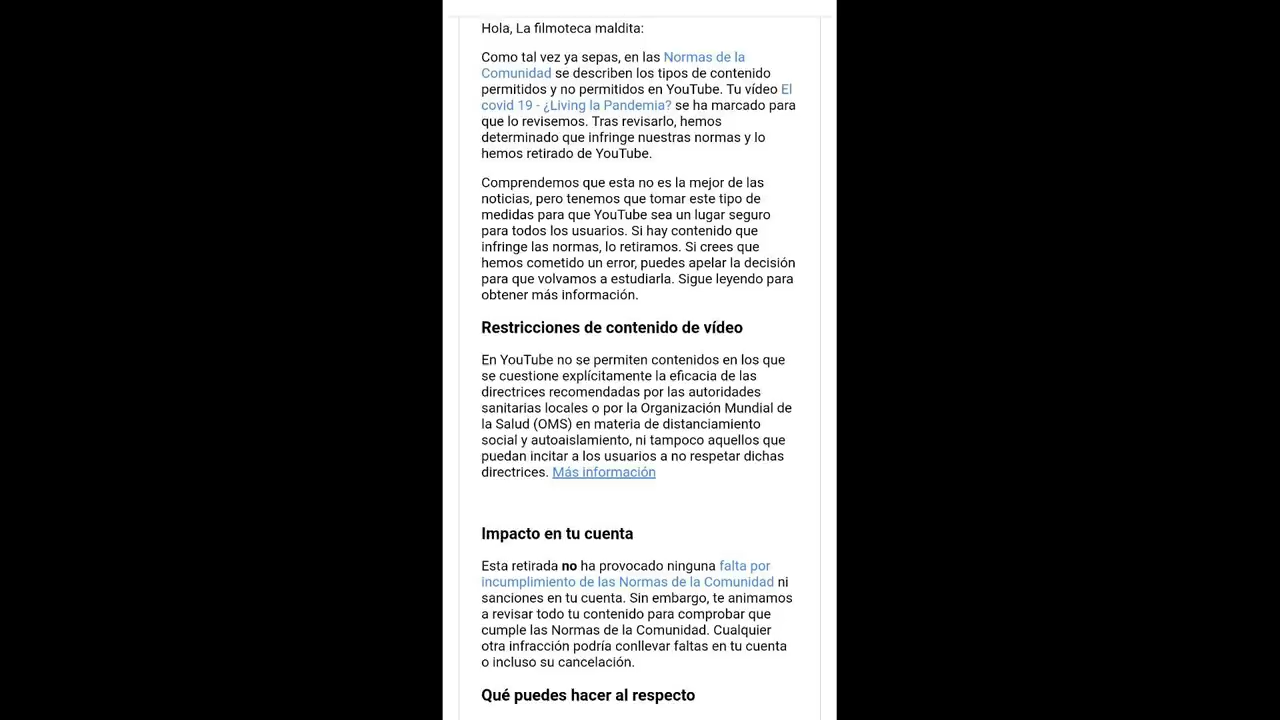 Hola, La filmoteca maldita:
Como tal vez ya sepas, en las Normas de la
Comunidad se describen los tipos de contenido
permitidos y no permitidos en YouTube. Tu vídeo El
covid 19 - ¿Living la Pandemia? se ha marcado para
que lo revisemos. Tras revisarlo, hemos
determinado que infringe nuestras normas y lo
hemos retirado de YouTube.
Comprendemos que esta no es la mejor de las
noticias, pero tenemos que tomar este tipo de
medidas para que YouTube sea un lugar seguro
para todos los usuarios. Si hay contenido que
infringe las normas, lo retiramos. Si crees que
hemos cometido un error, puedes apelar la decisión
para que volvamos a estudiarla. Sigue leyendo para
obtener más información.
Restricciones de contenido de vídeo
En YouTube no se permiten contenidos en los que
se cuestione explícitamente la eficacia de las
directrices recomendadas por las autoridades
sanitarias locales o por la Organización Mundial de
la Salud (OMS) en materia de distanciamiento
social y autoaislamiento, ni tampoco aquellos que
puedan incitar a los usuarios a no respetar dichas
directrices. Más información
Impacto en tu cuenta
Esta retirada no ha provocado ninguna falta por
incumplimiento de las Normas de la Comunidad ni
sanciones en tu cuenta. Sin embargo, te animamos
a revisar todo tu contenido para comprobar que
cumple las Normas de la Comunidad. Cualquier
otra infracción podría conllevar faltas en tu cuenta
o incluso su cancelación.
Qué puedes hacer al respecto